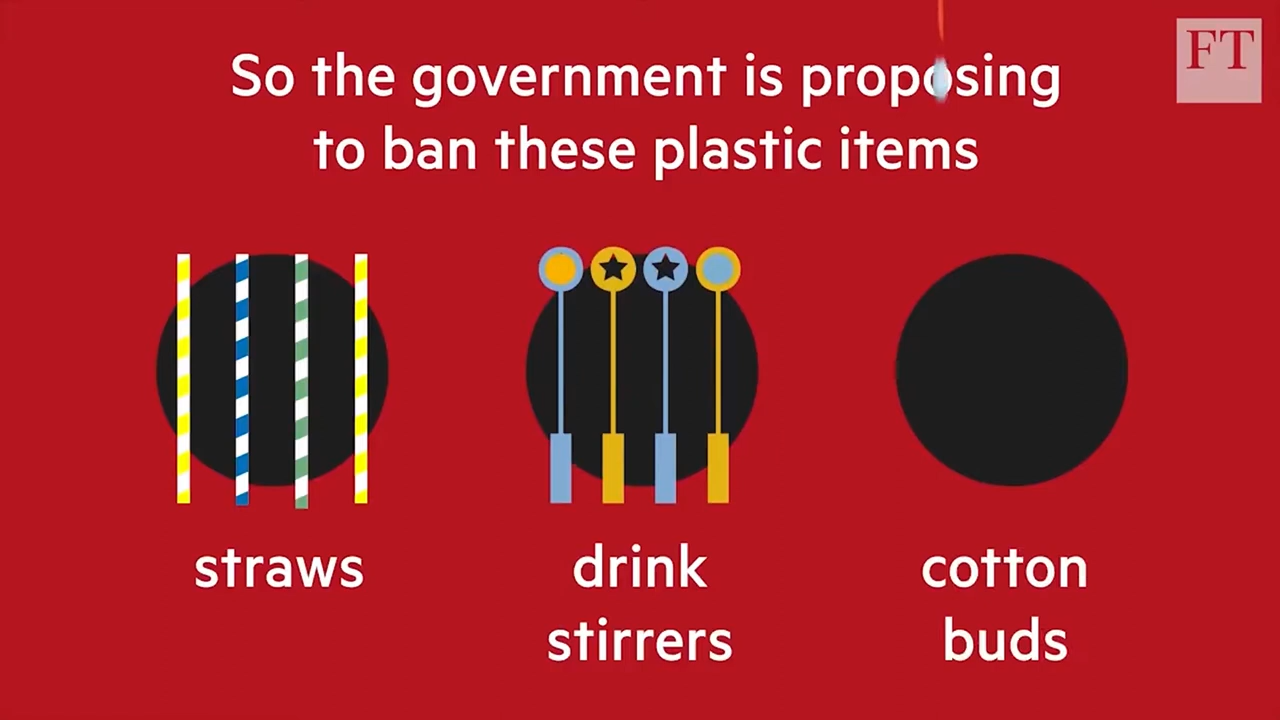 FT
So the government is proposing
to ban these plastic items
straws
drink
stirrers
cotton
buds